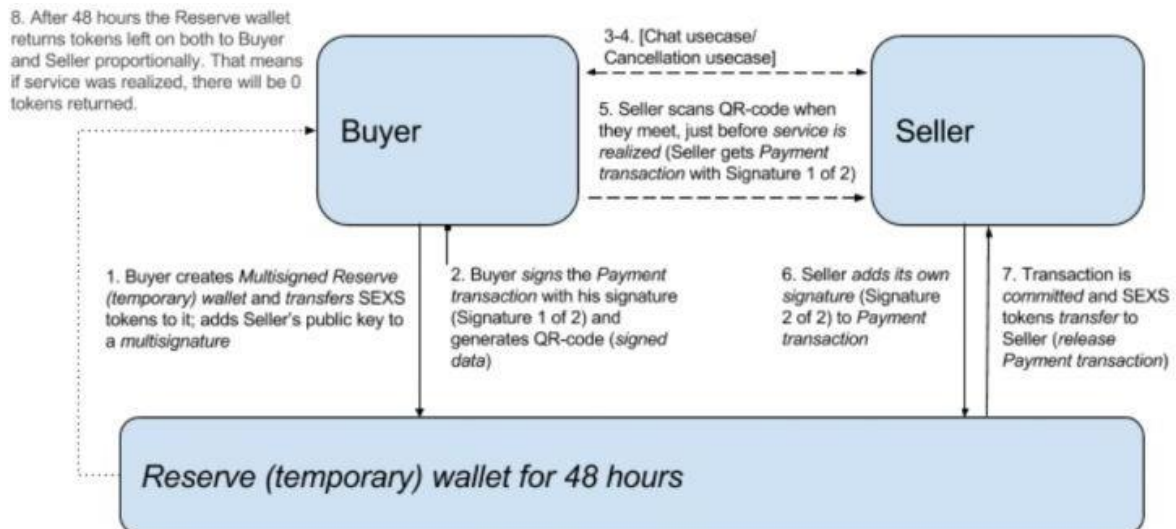 8. After 48 hours the Reserve wallet
returns tokens left on both to Buyer
and Seller proportionally. That means
if service was realized, there will be 0
tokens returned.
Buyer
3-4. [Chat usecase/
Cancellation usecase]
5. Seller scans QR-code when
they meet, just before service is
realized (Seller gets Payment
transaction with Signature 1 of 2)
Seller
1. Buyer creates Multisigned Reserve
(temporary) wallet and transfers SEXS
tokens to it; adds Seller's public key to
a multisignature
2. Buyer signs the Payment
transaction with his signature
(Signature 1 of 2) and
generates QR-code (signed
data)
6. Seller adds its own
signature (Signature
2 of 2) to Payment
transaction
7. Transaction is
committed and SEXS
tokens transfer to
Seller (release
Payment transaction)
Reserve (temporary) wallet for 48 hours